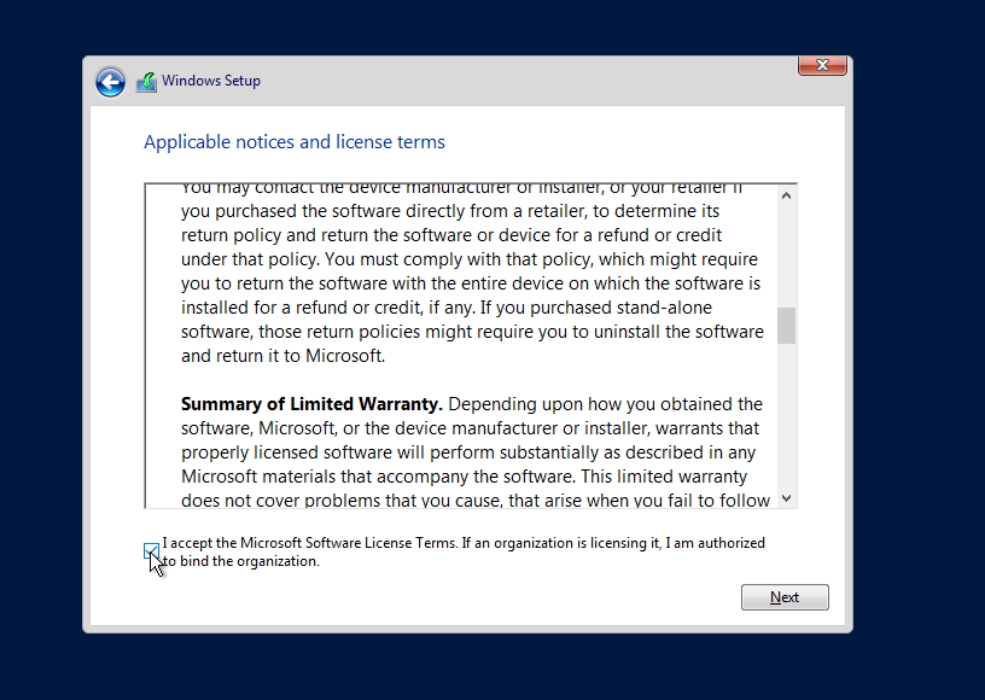 Windows Setup
Applicable notices and license terms
You may contact the device manufacturer or installer, or your retailer if
you purchased the software directly from a retailer, to determine its
return policy and return the software or device for a refund or credit
under that policy. You must comply with that policy, which might require
you to return the software with the entire device on which the software is
installed for a refund or credit, if any. If you purchased stand-alone
software, those return policies might require you to uninstall the software
and return it to Microsoft.
Summary of Limited Warranty. Depending upon how you obtained the
software, Microsoft, or the device manufacturer or installer, warrants that
properly licensed software will perform substantially as described in any
Microsoft materials that accompany the software. This limited warranty
does not cover problems that you cause, that arise when you fail to follow
I accept the Microsoft Software License Terms. If an organization is licensing it, I am authorized
to bind the organization.
Next